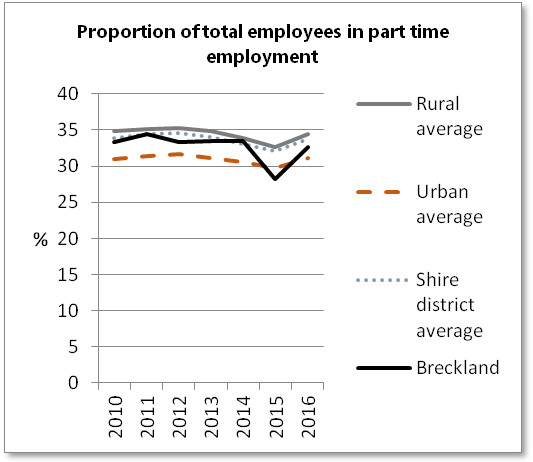 Proportion of total employees in part time
employment
40
35
30
25
% 20
15
10
5
0
2010 2011 2012 2013 2014 2015 2016
Rural
average
Urban
average
Shire
district
average
Breckland